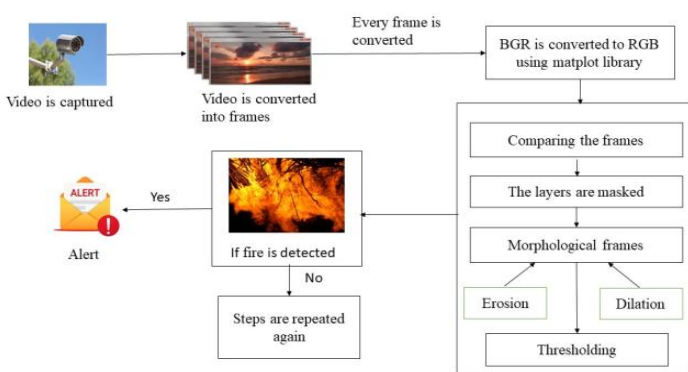 Every frame is
converted
BGR is converted to RGB
using matplot library
Video is captured
Video is converted
into frames
Comparing the frames
The layers are masked
Morphological frames
Erosion
Dilation
Thresholding
If fire is detected
Yes
ALERT
Alert
No
Steps are repeated
again